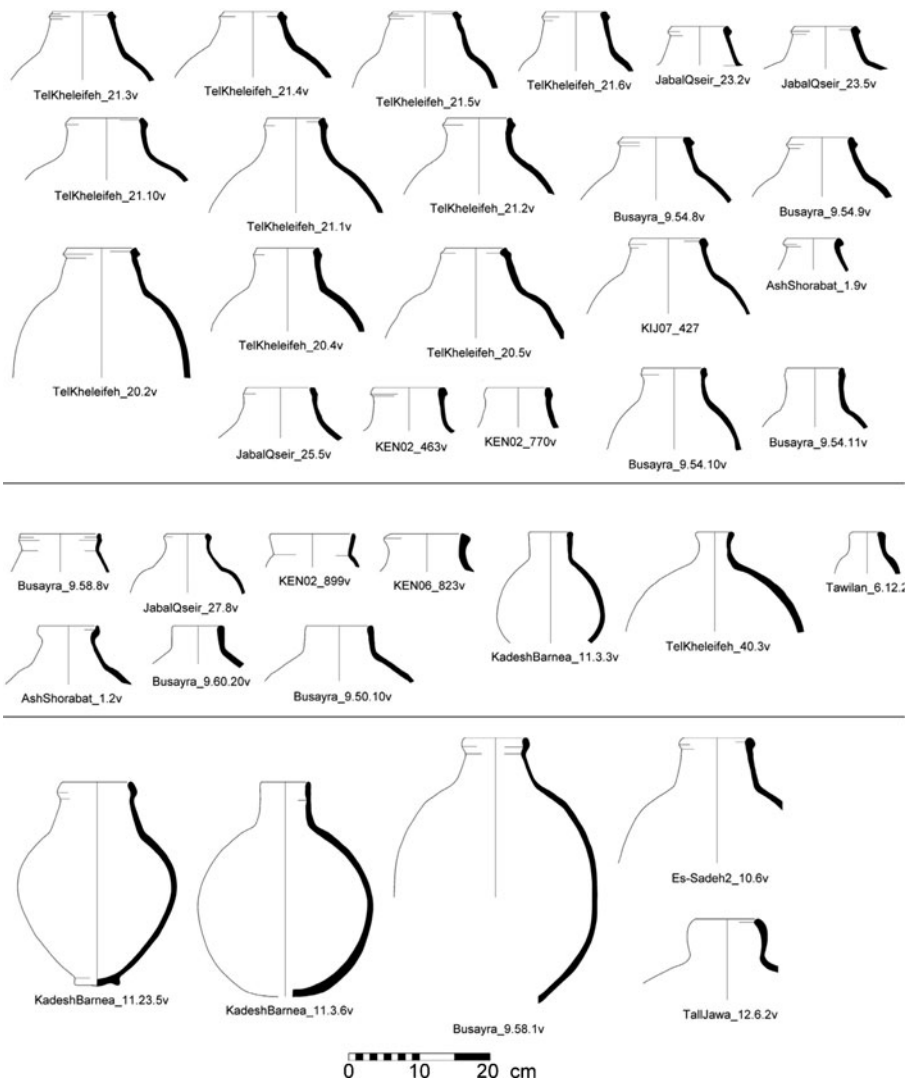 TelKheleifeh_21.3v
TelKheleifeh_21.4v
TelKheleifeh_21.5v
TelKheleifeh_21.6v
JabalQseir_23.2v
JabalQseir_23.5v
TelKheleifeh_21.10v
TelKheleifeh_21.1v
TelKheleifeh_21.2v
Busayra_9.54.8v
Busayra_9.54.9v
TelKheleifeh_20.2v
TelKheleifeh_20.4v
TelKheleifeh_20.5v
KIJ07_427
AshShorabat_1.9v
JabalQseir_25.5v
KEN02_463v
KEN02_770v
Busayra_9.54.10v
Busayra_9.54.11v
Busayra_9.58.8v
JabalQseir_27.8v
KEN02_899v
KEN06_823v
KadeshBarnea_11.3.3v
TelKheleifeh_40.3v
Tawilan_6.12.2
AshShorabat_1.2v
Busayra_9.60.20v
Busayra_9.50.10v
KadeshBarnea_11.23.5v
KadeshBarnea_11.3.6v
Busayra_9.58.1v
Es-Sadeh2_10.6v
TallJawa_12.6.2v
0 20 cm